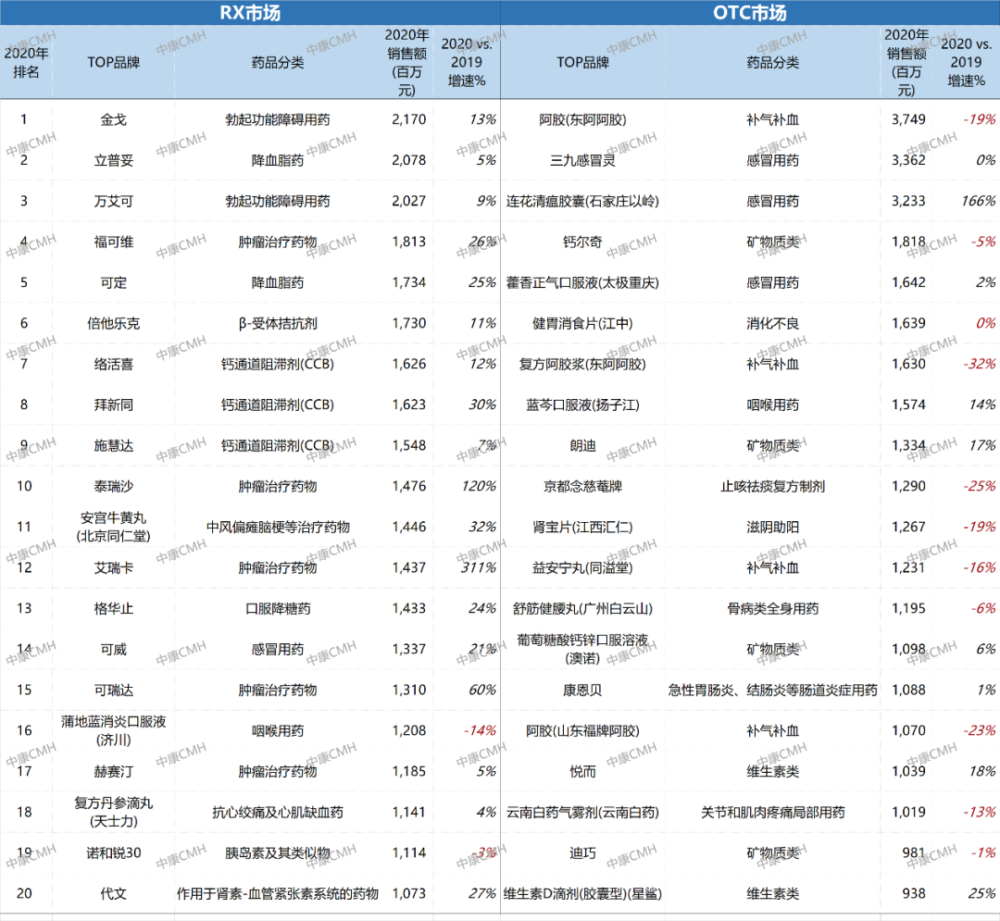 RX市场 OTC市场
2020年排名 TOP品牌 药品分类 2020年销售额(百万元) 2020 vs. 2019 增速% TOP品牌 药品分类 2020年销售额(百万元) 2020 vs. 2019 增速%
1 金戈 勃起功能障碍用药 2,170 13% 阿胶(东阿阿胶) 补气补血 3,749 -19%
2 立普妥 降血脂药 2,078 5% 三九感冒灵 感冒用药 3,362 0%
3 万艾可 勃起功能障碍用药 2,027 9% 连花清瘟胶囊(石家庄以岭) 感冒用药 3,233 166%
4 福可维 肿瘤治疗药物 1,813 26% 钙尔奇 矿物质类 1,818 -5%
5 可定 降血脂药 1,734 25% 藿香正气口服液(太极重庆) 感冒用药 1,642 2%
6 倍他乐克 β-受体拮抗剂 1,730 11% 健胃消食片(江中) 消化不良 1,639 0%
7 络活喜 钙通道阻滞剂(CCB) 1,626 12% 复方阿胶浆(东阿阿胶) 补气补血 1,630 -32%
8 拜新同 钙通道阻滞剂(CCB) 1,623 30% 蓝芩口服液(扬子江) 咽喉用药 1,574 14%
9 施慧达 钙通道阻滞剂(CCB) 1,548 7% 朗迪 矿物质类 1,334 17%
10 泰瑞沙 肿瘤治疗药物 1,476 120% 京都念慈菴牌 止咳祛痰复方制剂 1,290 -25%
11 安宫牛黄丸(北京同仁堂) 中风偏瘫脑梗等治疗药物 1,446 32% 肾宝片(江西汇仁) 滋阴助阳 1,267 -19%
12 艾瑞卡 肿瘤治疗药物 1,437 311% 益安宁丸(同溢堂) 补气补血 1,231 -16%
13 格华止 口服降糖药 1,433 24% 舒筋健腰丸(广州白云山) 骨病类全身用药 1,195 -6%
14 可威 感冒用药 1,337 21% 葡萄糖酸钙锌口服溶液(澳诺) 矿物质类 1,098 6%
15 可瑞达 肿瘤治疗药物 1,310 60% 康恩贝 急性胃肠炎、结肠炎等肠道炎症用药 1,088 1%
16 蒲地蓝消炎口服液(济川) 咽喉用药 1,208 -14% 阿胶(山东福牌阿胶) 补气补血 1,070 -23%
17 赫赛汀 肿瘤治疗药物 1,185 5% 悦而 维生素类 1,039 18%
18 复方丹参滴丸(天士力) 抗心绞痛及心肌缺血药 1,141 4% 云南白药气雾剂(云南白药) 关节和肌肉疼痛局部用药 1,019 -13%
19 诺和锐30 胰岛素及其类似物 1,114 -3% 迪巧 矿物质类 981 -1%
20 代文 作用于肾素-血管紧张素系统的药物 1,073 27% 维生素D滴剂(胶囊型)(星鲨) 维生素类 938 25%
中康CMH